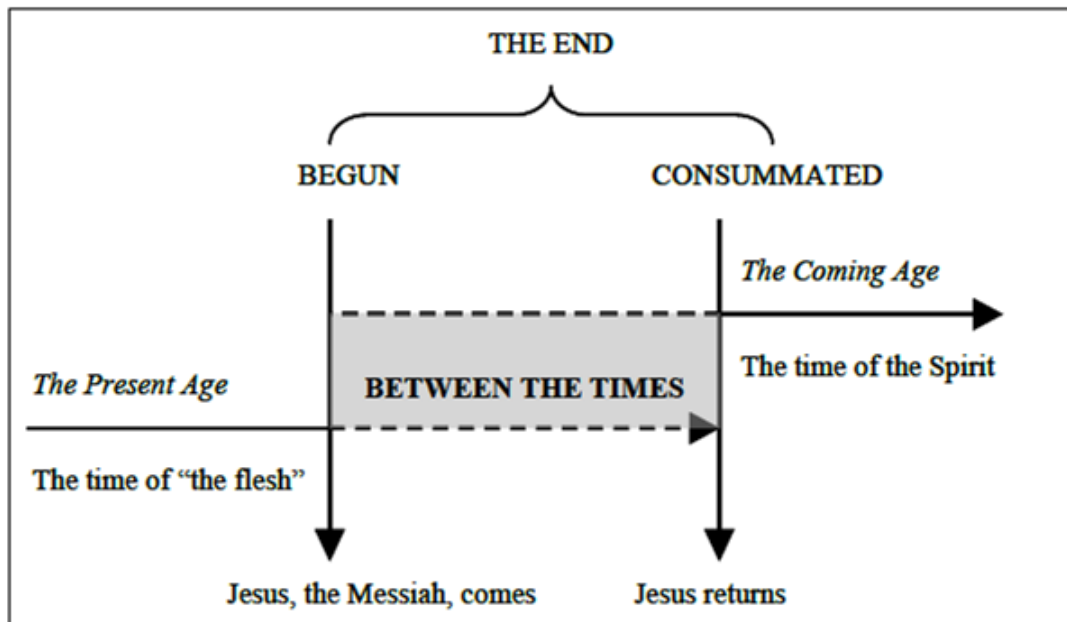 THE END
BEGUN
CONSUMMATED
The Coming Age
The Present Age
BETWEEN THE TIMES
The time of the Spirit
The time of “the flesh”
Jesus, the Messiah, comes
Jesus returns